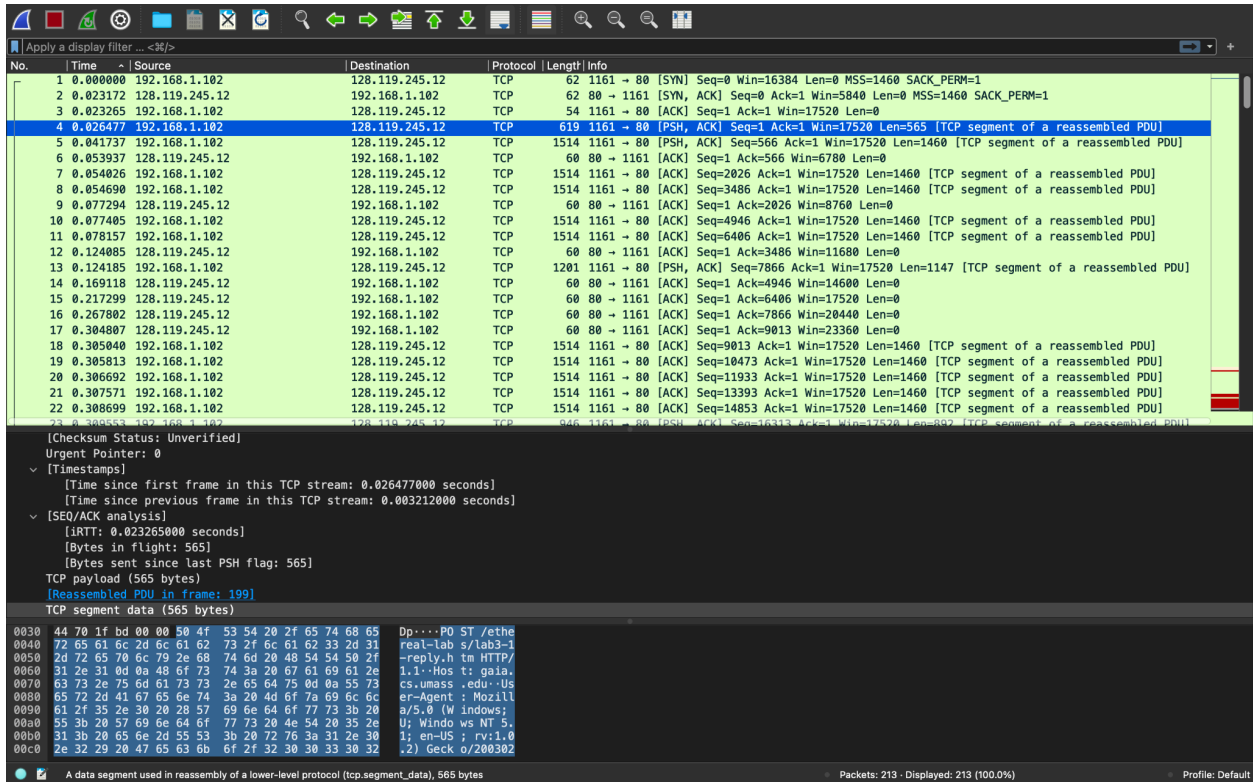 Apply a display filter ... <⌘/>
No. Time Source Destination Protocol Length Info
1 0.000000 192.168.1.102 128.119.245.12 TCP 62 1161 → 80 [SYN] Seq=0 Win=16384 Len=0 MSS=1460 SACK_PERM=1
2 0.023172 128.119.245.12 192.168.1.102 TCP 62 80 → 1161 [SYN, ACK] Seq=0 Ack=1 Win=5840 Len=0 MSS=1460 SACK_PERM=1
3 0.023265 192.168.1.102 128.119.245.12 TCP 54 1161 → 80 [ACK] Seq=1 Ack=1 Win=17520 Len=0
4 0.026477 192.168.1.102 128.119.245.12 TCP 619 1161 → 80 [PSH, ACK] Seq=1 Ack=1 Win=17520 Len=565 [TCP segment of a reassembled PDU]
5 0.041737 192.168.1.102 128.119.245.12 TCP 1514 1161 → 80 [PSH, ACK] Seq=566 Ack=1 Win=17520 Len=1460 [TCP segment of a reassembled PDU]
6 0.053937 128.119.245.12 192.168.1.102 TCP 60 80 → 1161 [ACK] Seq=1 Ack=566 Win=6780 Len=0
7 0.054026 192.168.1.102 128.119.245.12 TCP 1514 1161 → 80 [ACK] Seq=2026 Ack=1 Win=17520 Len=1460 [TCP segment of a reassembled PDU]
8 0.054690 192.168.1.102 128.119.245.12 TCP 1514 1161 → 80 [ACK] Seq=3486 Ack=1 Win=17520 Len=1460 [TCP segment of a reassembled PDU]
9 0.077294 128.119.245.12 192.168.1.102 TCP 60 80 → 1161 [ACK] Seq=1 Ack=2026 Win=8760 Len=0
10 0.077405 192.168.1.102 128.119.245.12 TCP 1514 1161 → 80 [ACK] Seq=4946 Ack=1 Win=17520 Len=1460 [TCP segment of a reassembled PDU]
11 0.078157 192.168.1.102 128.119.245.12 TCP 1514 1161 → 80 [ACK] Seq=6406 Ack=1 Win=17520 Len=1460 [TCP segment of a reassembled PDU]
12 0.124085 128.119.245.12 192.168.1.102 TCP 60 80 → 1161 [ACK] Seq=1 Ack=3486 Win=11680 Len=0
13 0.124185 192.168.1.102 128.119.245.12 TCP 1201 1161 → 80 [PSH, ACK] Seq=7866 Ack=1 Win=17520 Len=1147 [TCP segment of a reassembled PDU]
14 0.169118 128.119.245.12 192.168.1.102 TCP 60 80 → 1161 [ACK] Seq=1 Ack=4946 Win=14600 Len=0
15 0.217299 128.119.245.12 192.168.1.102 TCP 60 80 → 1161 [ACK] Seq=1 Ack=6406 Win=17520 Len=0
16 0.267802 128.119.245.12 192.168.1.102 TCP 60 80 → 1161 [ACK] Seq=1 Ack=7866 Win=20440 Len=0
17 0.304807 128.119.245.12 192.168.1.102 TCP 60 80 → 1161 [ACK] Seq=1 Ack=9013 Win=23360 Len=0
18 0.305040 192.168.1.102 128.119.245.12 TCP 1514 1161 → 80 [ACK] Seq=9013 Ack=1 Win=17520 Len=1460 [TCP segment of a reassembled PDU]
19 0.305813 192.168.1.102 128.119.245.12 TCP 1514 1161 → 80 [ACK] Seq=10473 Ack=1 Win=17520 Len=1460 [TCP segment of a reassembled PDU]
20 0.306692 192.168.1.102 128.119.245.12 TCP 1514 1161 → 80 [ACK] Seq=11933 Ack=1 Win=17520 Len=1460 [TCP segment of a reassembled PDU]
21 0.307571 192.168.1.102 128.119.245.12 TCP 1514 1161 → 80 [ACK] Seq=13393 Ack=1 Win=17520 Len=1460 [TCP segment of a reassembled PDU]
22 0.308699 192.168.1.102 128.119.245.12 TCP 1514 1161 → 80 [ACK] Seq=14853 Ack=1 Win=17520 Len=1460 [TCP segment of a reassembled PDU]
23 0.309553 192.168.1.102 128.119.245.12 TCP 946 1161 → 80 [PSH, ACK] Seq=16313 Ack=1 Win=17520 Len=892 [TCP segment of a reassembled PDU]
[Checksum Status: Unverified]
Urgent Pointer: 0
[Timestamps]
[Time since first frame in this TCP stream: 0.026477000 seconds]
[Time since previous frame in this TCP stream: 0.003212000 seconds]
[SEQ/ACK analysis]
[iRTT: 0.023265000 seconds]
[Bytes in flight: 565]
[Bytes sent since last PSH flag: 565]
TCP payload (565 bytes)
[Reassembled PDU in frame: 199]
TCP segment data (565 bytes)
0030 44 70 1f bd 00 00 50 4f 53 54 20 2f 65 74 68 65 Dp····PO ST /ethe
0040 72 65 61 6c 2d 6c 61 62 73 2f 6c 61 62 33 2d 31 real-lab s/lab3-1
0050 2d 72 65 70 6c 79 2e 68 74 6d 20 48 54 54 50 2f -reply.h tm HTTP/
0060 31 2e 31 0d 0a 48 6f 73 74 3a 20 67 61 69 61 2e 1.1··Hos t: gaia.
0070 63 73 2e 75 6d 61 73 73 2e 65 64 75 0d 0a 55 73 cs.umass .edu··Us
0080 65 72 2d 41 67 65 6e 74 3a 20 4d 6f 7a 69 6c 6c er-Agent : Mozill
0090 61 2f 35 2e 30 20 28 57 69 6e 64 6f 77 73 3b 20 a/5.0 (W indows;
00a0 55 3b 20 57 69 6e 64 6f 77 73 20 4e 54 20 35 2e U; Windo ws NT 5.
00b0 31 3b 20 65 6e 2d 55 53 3b 20 72 76 3a 31 2e 30 1; en-US ; rv:1.0
00c0 2e 32 29 20 47 65 63 6b 6f 2f 32 30 30 33 30 32 .2) Geck o/200302
A data segment used in reassembly of a lower-level protocol (tcp.segment_data), 565 bytes Packets: 213 · Displayed: 213 (100.0%) Profile: Default